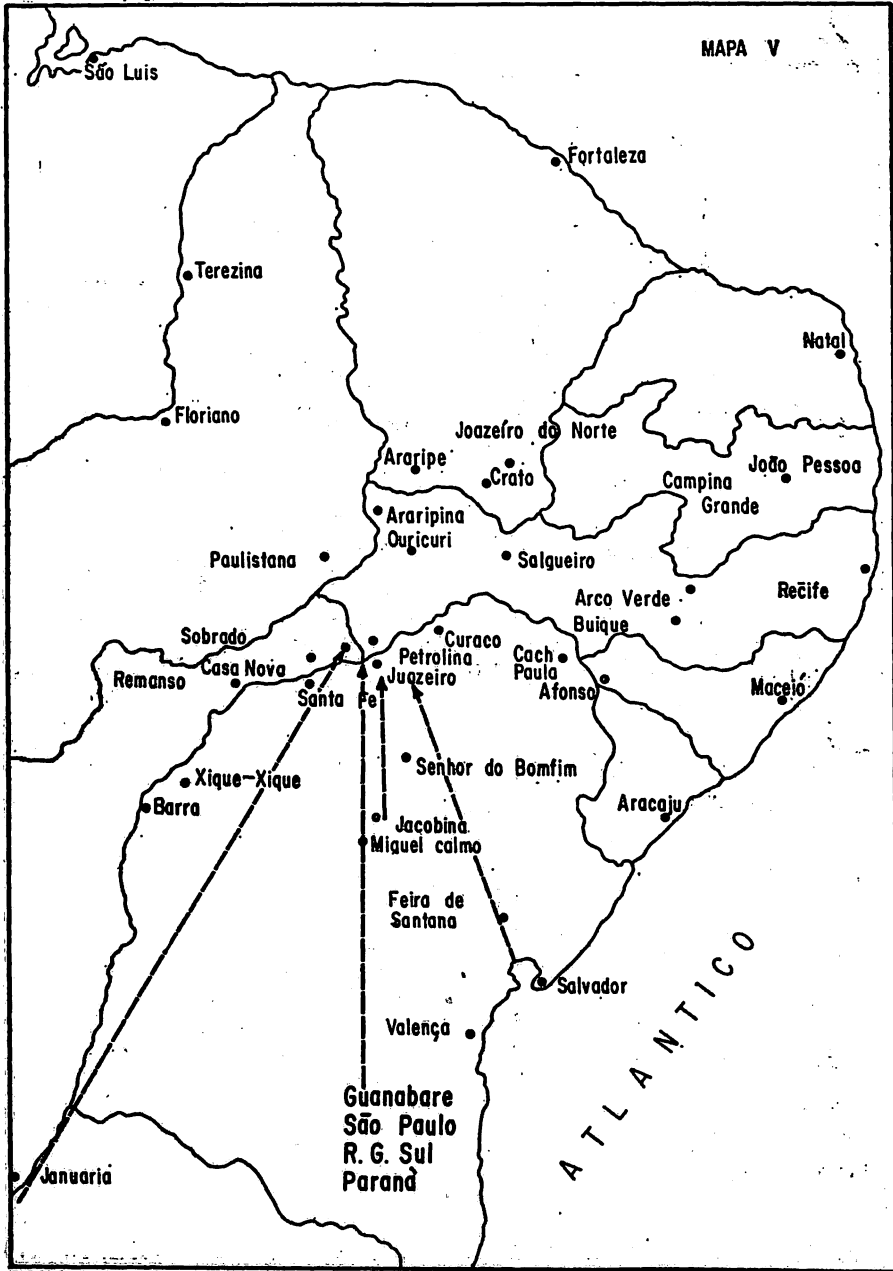 MAPA V
São Luis
Fortaleza
Terezina
Natal
Floriano
Joazeíro do Norte
Araripe
Crato
João Pessoa
Campina
Grande
Araripina
Ouricuri
Paulistana
Salgueiro
Arco Verde
Buique
Recife
Sobrado
Curaco
Casa Nova
Petrolina
Cach
Paula
Afonso
Remanso
Juazeiro
Santa Fe
Maceió
Senhor do Bomfim
Xique-Xique
Barra
Aracaju
Jacobina
Miguel calmo
Feira de
Santana
Salvador
Valença
ATLANTICO
Guanabare
São Paulo
R. G. Sul
Paranà
Januaria